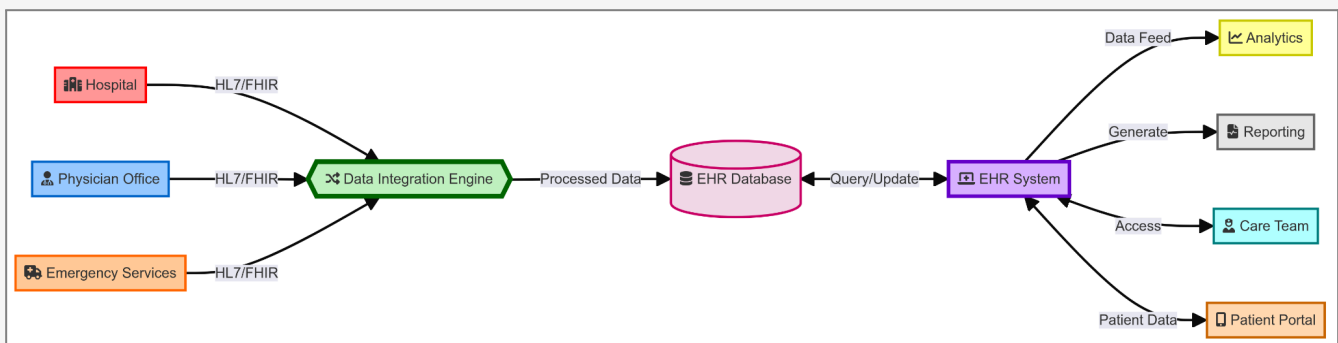 Hospital
Physician Office
Emergency Services
HL7/FHIR
HL7/FHIR
HL7/FHIR
Data Integration Engine
Processed Data
EHR Database
Query/Update
EHR System
Data Feed
Generate
Access
Patient Data
Analytics
Reporting
Care Team
Patient Portal